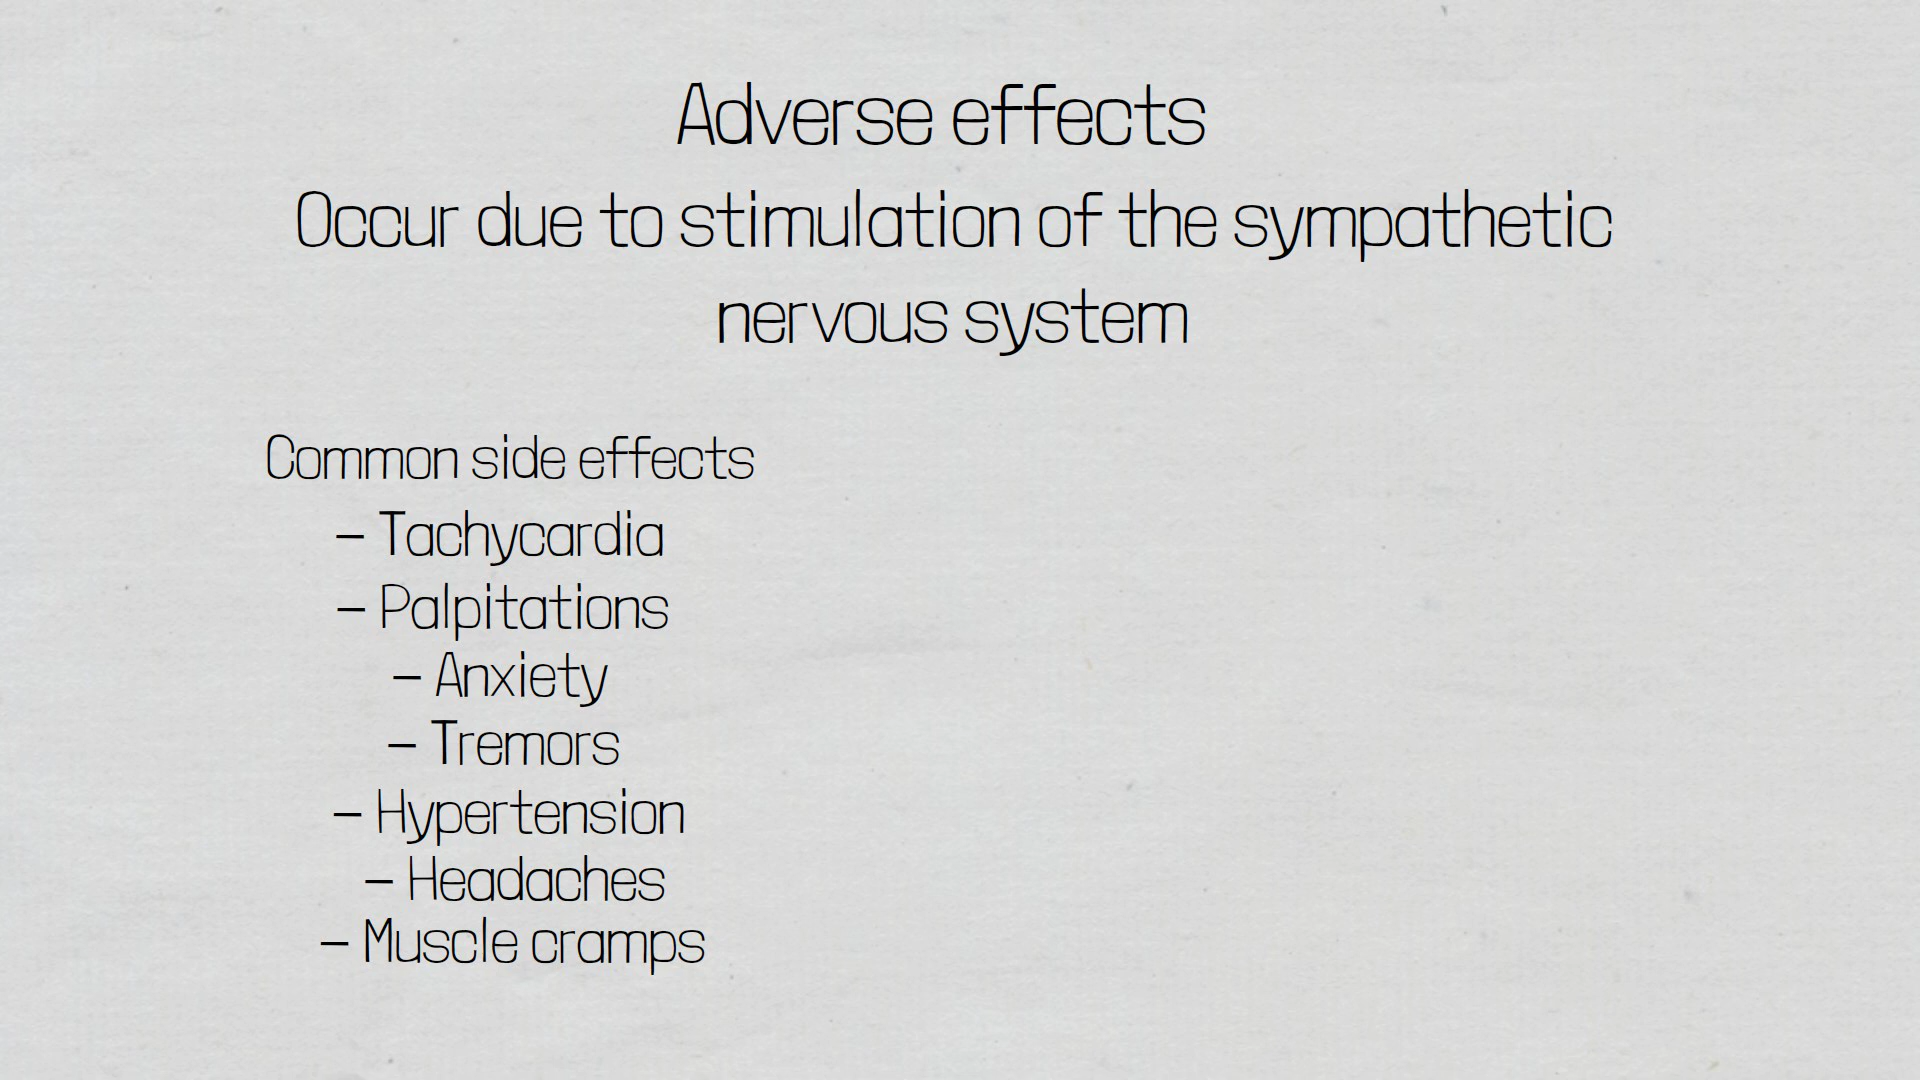 Adverse effects
Occur due to stimulation of the sympathetic
nervous system
Common side effects
– Tachycardia
– Palpitations
– Anxiety
– Tremors
– Hypertension
– Headaches
– Muscle cramps